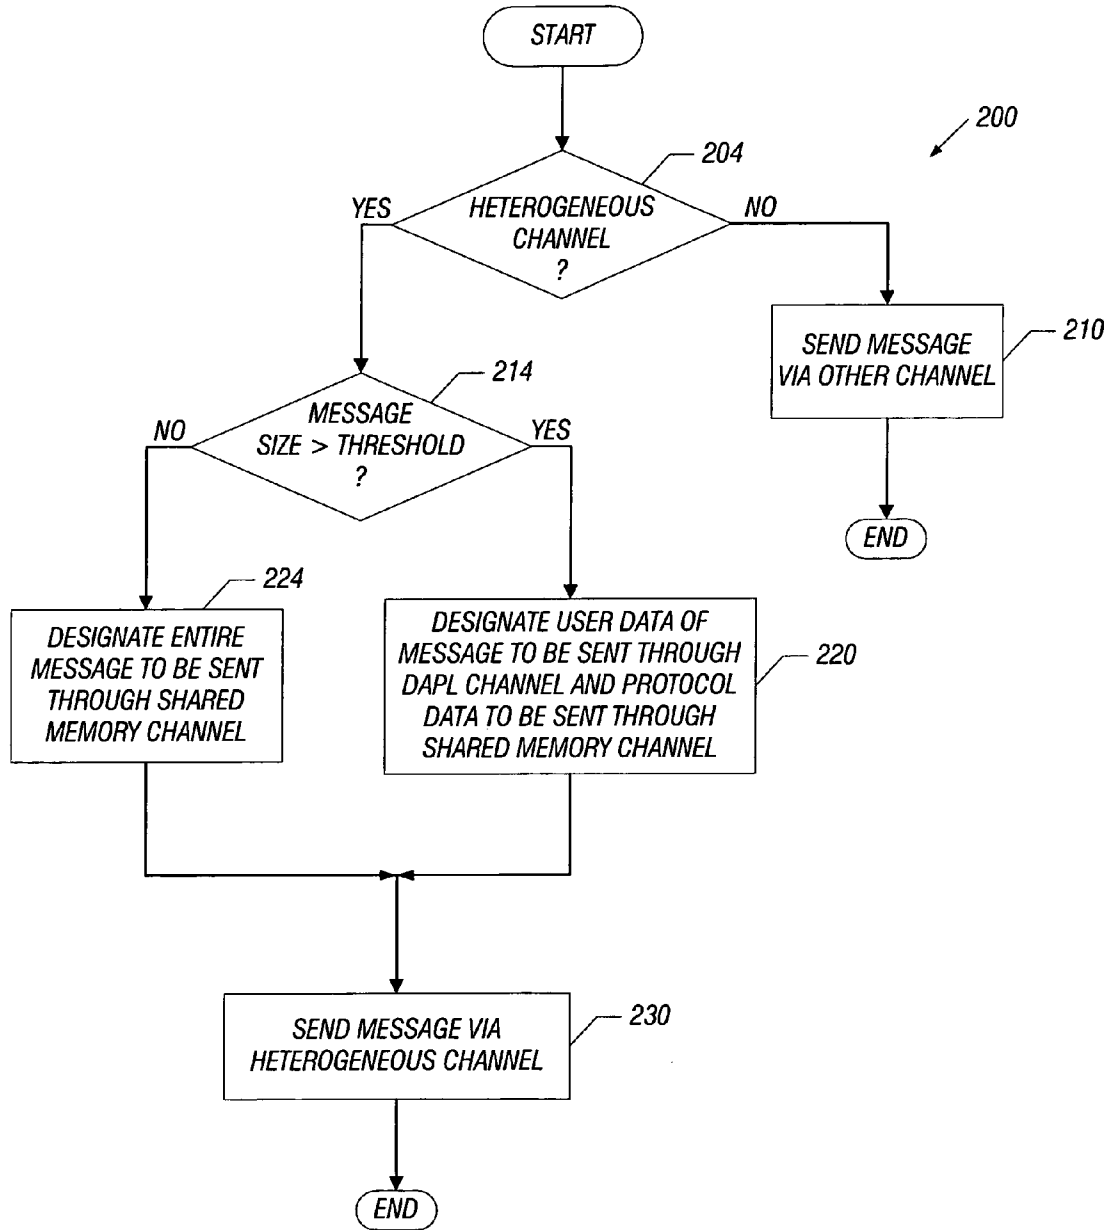 START
200
204
HETEROGENEOUS
CHANNEL
?
YES
NO
SEND MESSAGE
VIA OTHER CHANNEL
210
END
214
MESSAGE
SIZE > THRESHOLD
?
NO
YES
224
DESIGNATE ENTIRE
MESSAGE TO BE SENT
THROUGH SHARED
MEMORY CHANNEL
DESIGNATE USER DATA OF
MESSAGE TO BE SENT THROUGH
DAPL CHANNEL AND PROTOCOL
DATA TO BE SENT THROUGH
SHARED MEMORY CHANNEL
220
SEND MESSAGE VIA
HETEROGENEOUS CHANNEL
230
END